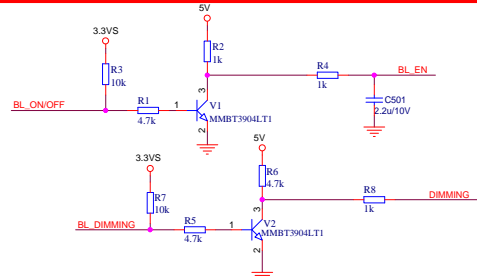 5V
3.3VS
R2
1k
R3
10k
R4
1k
BL_EN
3
BL_ON/OFF
R1
4.7k
1
V1
MMBT3904LT1
2
C501
2.2u/10V
5V
3.3VS
R6
4.7k
R7
10k
R8
1k
DIMMING
3
BL_DIMMING
R5
4.7k
1
V2
MMBT3904LT1
2